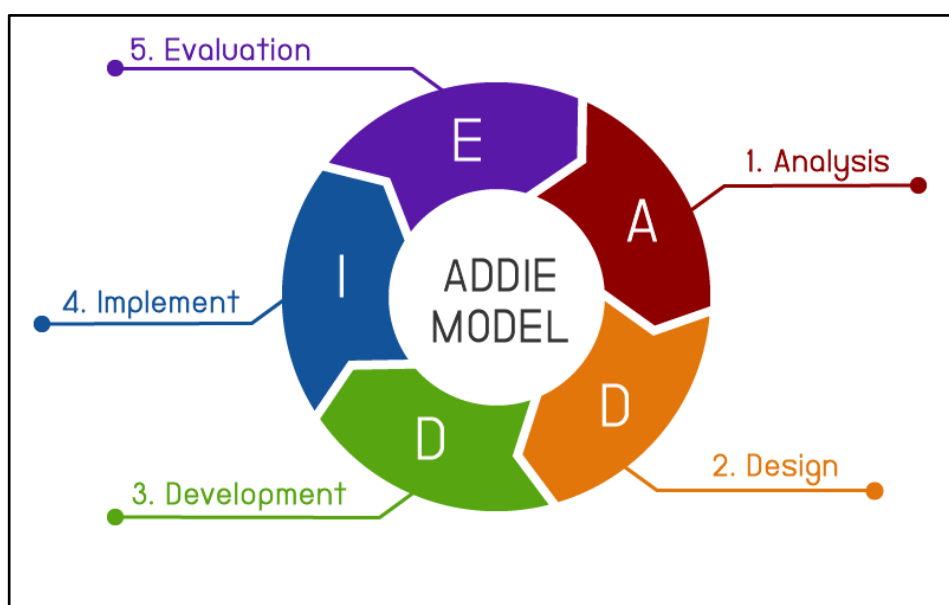 5. Evaluation
1. Analysis
E
A
I
ADDIE
MODEL
4. Implement
D
D
2. Design
3. Development